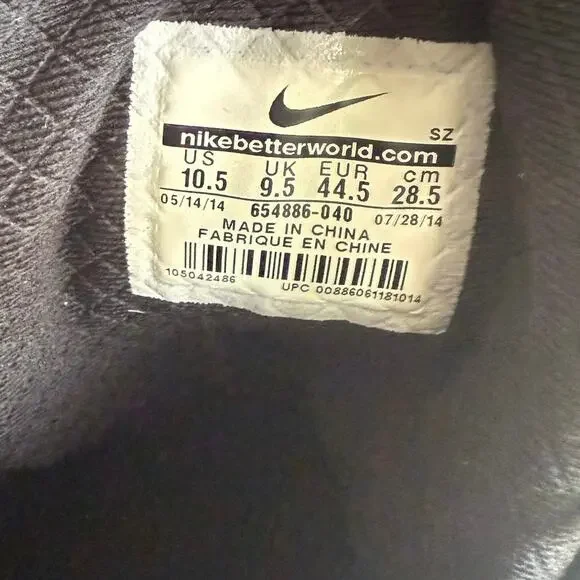 SZ
nikebetterworld.com
US UK EUR cm
10.5 9.5 44.5 28.5
05/14/14 654886-040 07/28/14
MADE IN CHINA
FABRIQUE EN CHINE
105042486 UPC 00886061181014